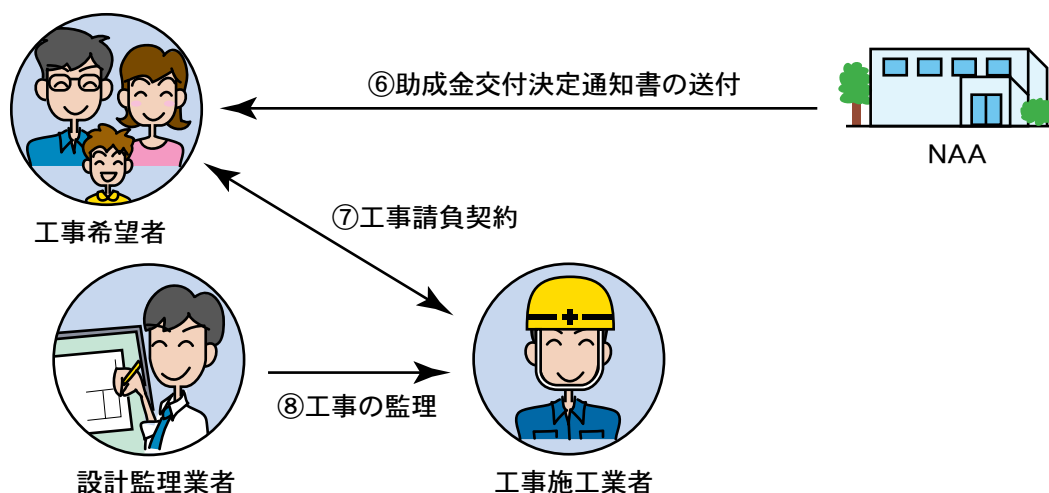 ⑥助成金交付決定通知書の送付
NAA
工事希望者
⑦工事請負契約
⑧工事の監理
設計監理業者
工事施工業者